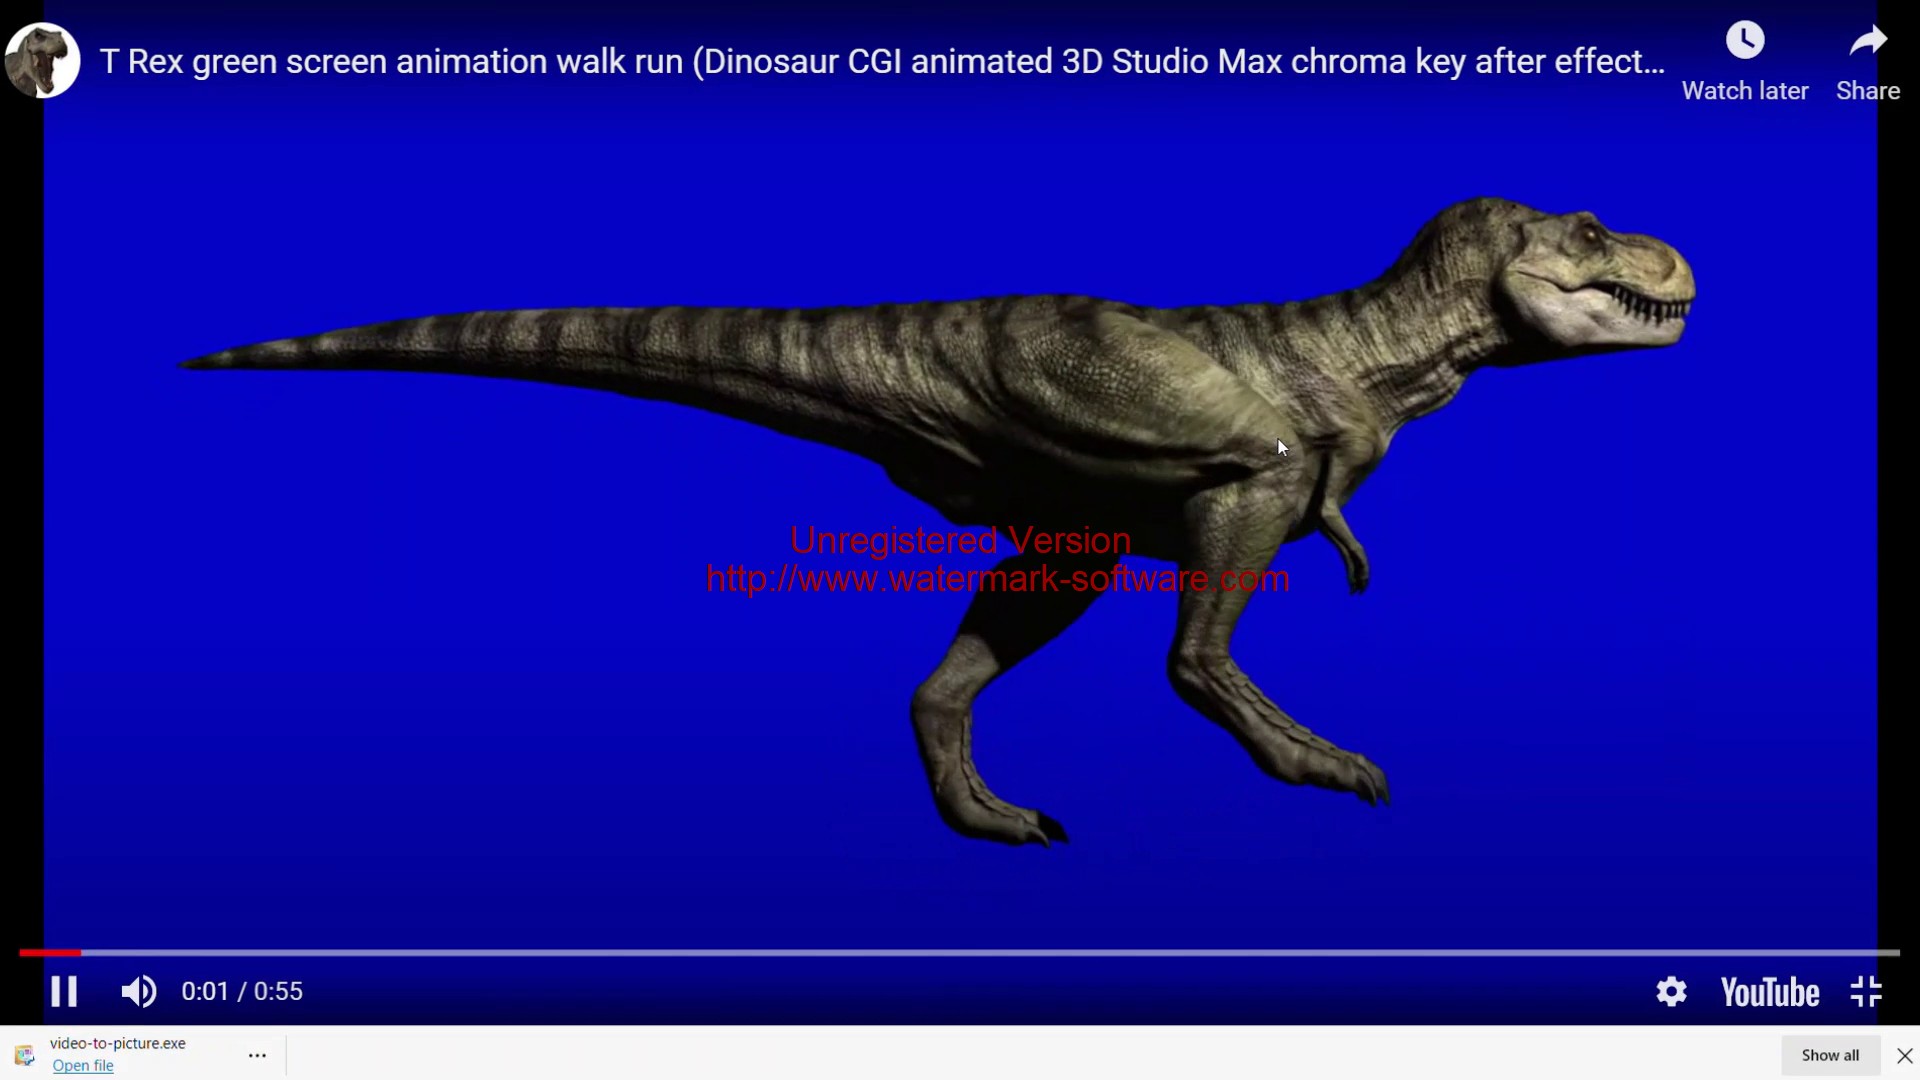 T Rex green screen animation walk run (Dinosaur CGI animated 3D Studio Max chroma key after effect...
Watch later
Share
Unregistered Version
http://www.watermark-software.com
0:01 / 0:55
YouTube
video-to-picture.exe
Open file
Show all